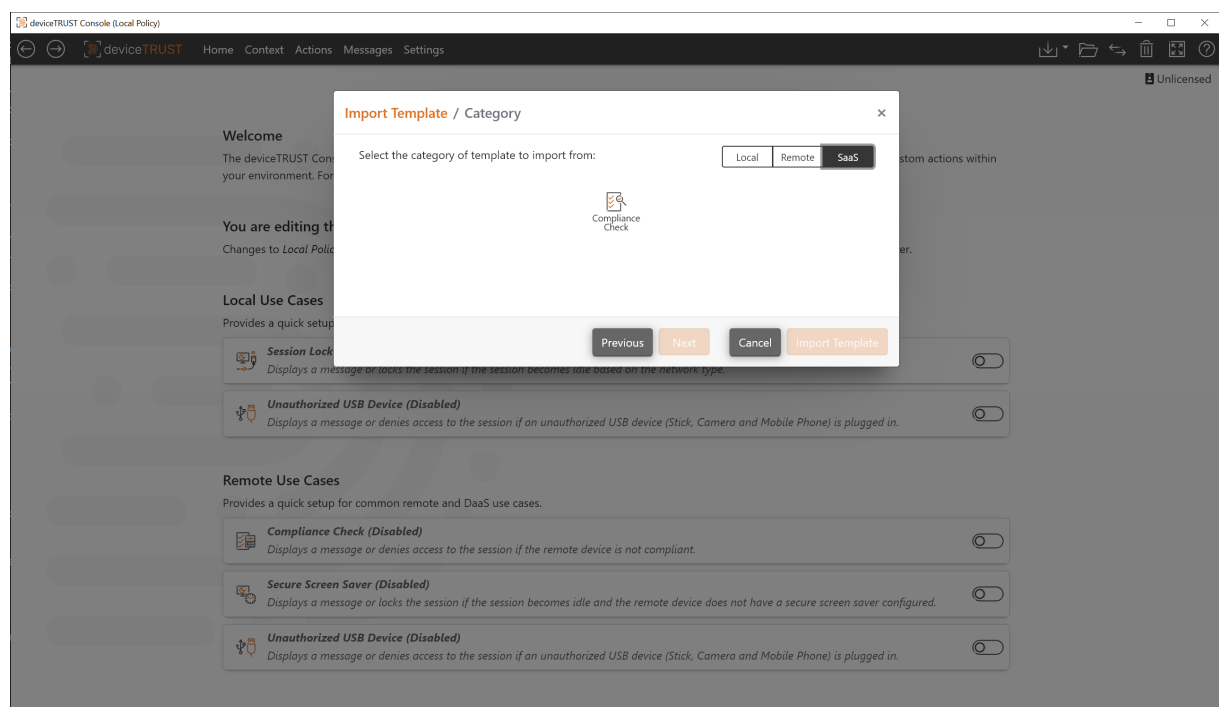 deviceTRUST Console (Local Policy)
deviceTRUST Home Context Actions Messages Settings
Unlicensed
Import Template / Category
Select the category of template to import from:
Local Remote SaaS
Compliance
Check
Previous Next Cancel Import Template
Welcome
The deviceTRUST Con stom actions within
your environment. For
You are editing th
Changes to Local Polic er.
Local Use Cases
Provides a quick setup
Session Lock
Displays a message or locks the session if the session becomes idle based on the network type.
Unauthorized USB Device (Disabled)
Displays a message or denies access to the session if an unauthorized USB device (Stick, Camera and Mobile Phone) is plugged in.
Remote Use Cases
Provides a quick setup for common remote and DaaS use cases.
Compliance Check (Disabled)
Displays a message or denies access to the session if the remote device is not compliant.
Secure Screen Saver (Disabled)
Displays a message or locks the session if the session becomes idle and the remote device does not have a secure screen saver configured.
Unauthorized USB Device (Disabled)
Displays a message or denies access to the session if an unauthorized USB device (Stick, Camera and Mobile Phone) is plugged in.